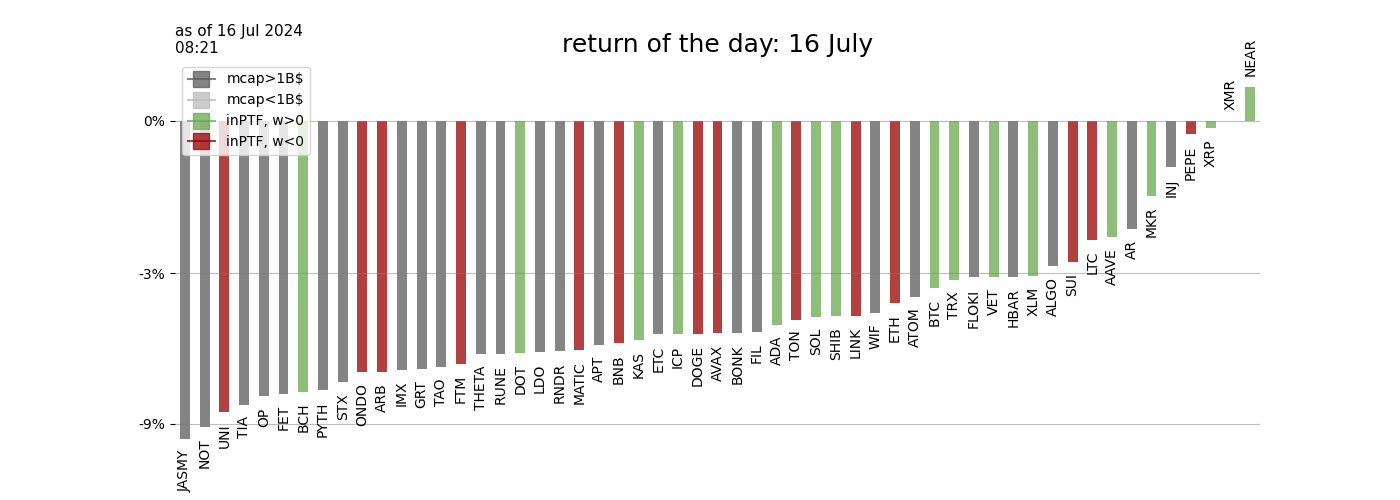 as of 16 Jul 2024
08:21
return of the day: 16 July
mcap>1B$
mcap<1B$
inPTF, w>0
inPTF, w<0
0%
-3%
-9%
JASMY
NOT
UNI
TIA
OP
FET
BCH
PYTH
STX
ONDO
ARB
IMX
GRT
TAO
FTM
THETA
RUNE
DOT
LDO
RNDR
MATIC
APT
BNB
KAS
ETC
ICP
DOGE
AVAX
BONK
FIL
ADA
TON
SOL
SHIB
LINK
WIF
ETH
ATOM
BTC
TRX
FLOKI
VET
HBAR
XLM
ALGO
SUI
LTC
AAVE
AR
MKR
INJ
PEPE
XRP
XMR
NEAR